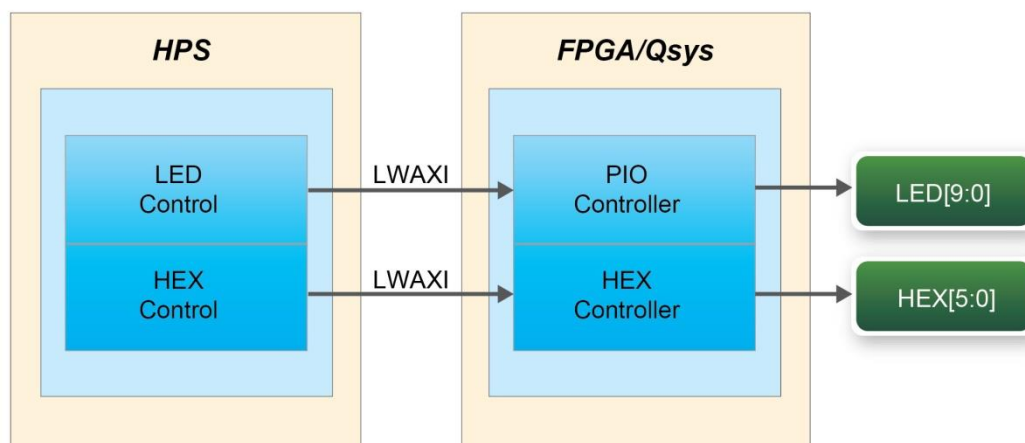 HPS
FPGA/Qsys
LED
Control
LWAXI
PIO
Controller
LED[9:0]
HEX
Control
LWAXI
HEX
Controller
HEX[5:0]